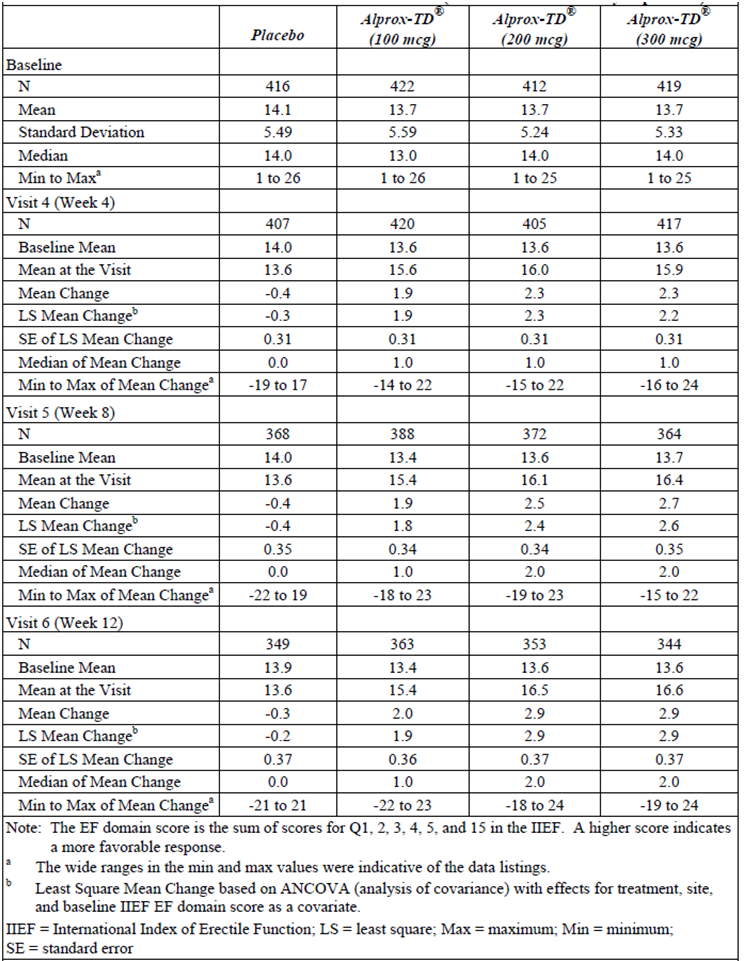 Placebo Alprox-TD® (100 mcg) Alprox-TD® (200 mcg) Alprox-TD® (300 mcg)
Baseline
N 416 422 412 419
Mean 14.1 13.7 13.7 13.7
Standard Deviation 5.49 5.59 5.24 5.33
Median 14.0 13.0 14.0 14.0
Min to Maxa 1 to 26 1 to 26 1 to 25 1 to 25
Visit 4 (Week 4)
N 407 420 405 417
Baseline Mean 14.0 13.6 13.6 13.6
Mean at the Visit 13.6 15.6 16.0 15.9
Mean Change -0.4 1.9 2.3 2.3
LS Mean Changeb -0.3 1.9 2.3 2.2
SE of LS Mean Change 0.31 0.31 0.31 0.31
Median of Mean Change 0.0 1.0 1.0 1.0
Min to Max of Mean Changea -19 to 17 -14 to 22 -15 to 22 -16 to 24
Visit 5 (Week 8)
N 368 388 372 364
Baseline Mean 14.0 13.4 13.6 13.7
Mean at the Visit 13.6 15.4 16.1 16.4
Mean Change -0.4 1.9 2.5 2.7
LS Mean Changeb -0.4 1.8 2.4 2.6
SE of LS Mean Change 0.35 0.34 0.34 0.35
Median of Mean Change 0.0 1.0 2.0 2.0
Min to Max of Mean Changea -22 to 19 -18 to 23 -19 to 23 -15 to 22
Visit 6 (Week 12)
N 349 363 353 344
Baseline Mean 13.9 13.4 13.6 13.6
Mean at the Visit 13.6 15.4 16.5 16.6
Mean Change -0.3 2.0 2.9 2.9
LS Mean Changeb -0.2 1.9 2.9 2.9
SE of LS Mean Change 0.37 0.36 0.37 0.37
Median of Mean Change 0.0 1.0 2.0 2.0
Min to Max of Mean Changea -21 to 21 -22 to 23 -18 to 24 -19 to 24
Note: The EF domain score is the sum of scores for Q1, 2, 3, 4, 5, and 15 in the IIEF. A higher score indicates
a more favorable response.
a The wide ranges in the min and max values were indicative of the data listings.
b Least Square Mean Change based on ANCOVA (analysis of covariance) with effects for treatment, site,
and baseline IIEF EF domain score as a covariate.
IIEF = International Index of Erectile Function; LS = least square; Max = maximum; Min = minimum;
SE = standard error